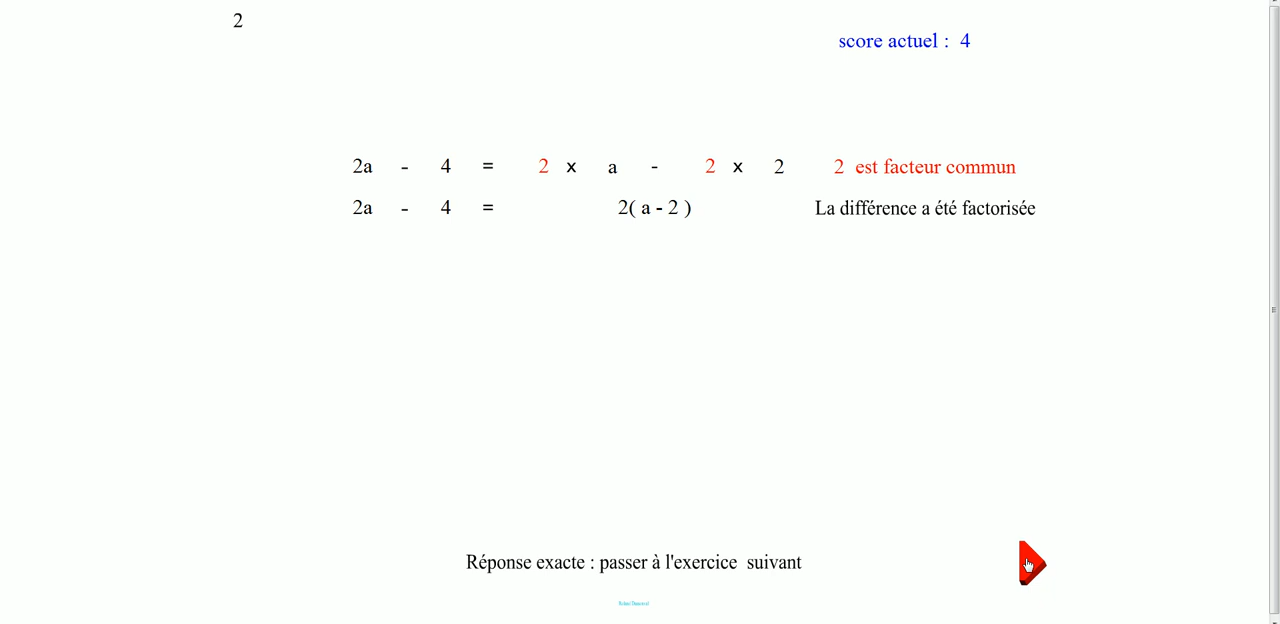 2
score actuel : 4
2a - 4 = 2 x a - 2 x 2 2 est facteur commun
2a - 4 = 2( a - 2 ) La différence a été factorisée
Réponse exacte : passer à l'exercice suivant